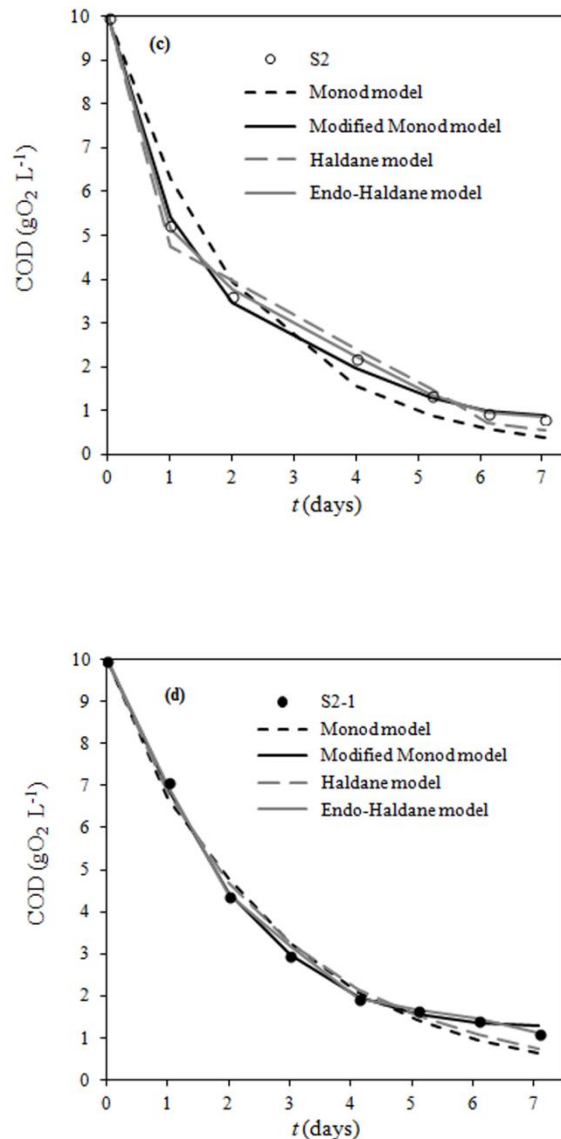 10
(c)
9
S2
8
Monod model
7
Modified Monod model
6
Haldane model
5
Endo-Haldane model
4
3
2
1
0
COD (gO₂ L⁻¹)
0 1 2 3 4 5 6 7
t (days)
10
(d)
9
S2-1
8
Monod model
7
Modified Monod model
6
Haldane model
5
Endo-Haldane model
4
3
2
1
0
COD (gO₂ L⁻¹)
0 1 2 3 4 5 6 7
t (days)